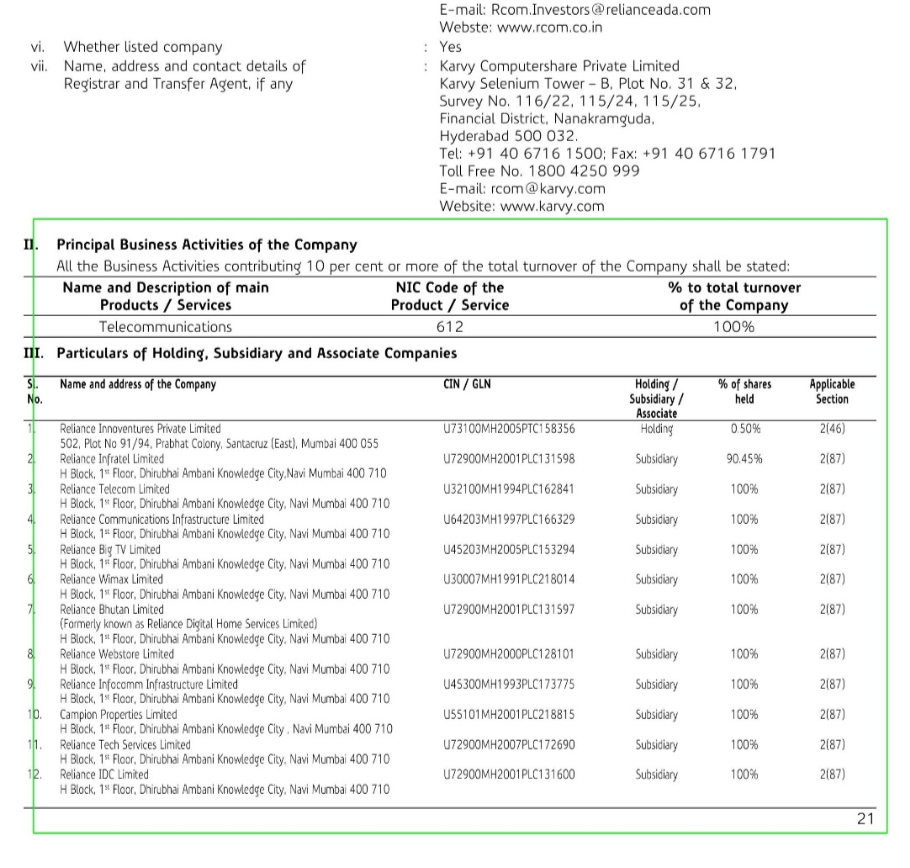 E-mail: Rcom.Investors@relianceada.com
Webste: www.rcom.co.in
vi. Whether listed company : Yes
vii. Name, address and contact details of : Karvy Computershare Private Limited
Registrar and Transfer Agent, if any Karvy Selenium Tower – B, Plot No. 31 & 32,
Survey No. 116/22, 115/24, 115/25,
Financial District, Nanakramguda,
Hyderabad 500 032.
Tel: +91 40 6716 1500; Fax: +91 40 6716 1791
Toll Free No. 1800 4250 999
E-mail: rcom@karvy.com
Website: www.karvy.com
II. Principal Business Activities of the Company
All the Business Activities contributing 10 per cent or more of the total turnover of the Company shall be stated:
Name and Description of main NIC Code of the % to total turnover
Products / Services Product / Service of the Company
Telecommunications 612 100%
III. Particulars of Holding, Subsidiary and Associate Companies
Sl. Name and address of the Company CIN / GLN Holding / % of shares Applicable
No. Subsidiary / held Section
Associate
1. Reliance Innoventures Private Limited U73100MH2005PTC158356 Holding 0.50% 2(46)
502, Plot No 91/94, Prabhat Colony, Santacruz (East), Mumbai 400 055
2. Reliance Infratel Limited U72900MH2001PLC131598 Subsidiary 90.45% 2(87)
H Block, 1st Floor, Dhirubhai Ambani Knowledge City,Navi Mumbai 400 710
3. Reliance Telecom Limited U32100MH1994PLC162841 Subsidiary 100% 2(87)
H Block, 1st Floor, Dhirubhai Ambani Knowledge City, Navi Mumbai 400 710
4. Reliance Communications Infrastructure Limited U64203MH1997PLC166329 Subsidiary 100% 2(87)
H Block, 1st Floor, Dhirubhai Ambani Knowledge City, Navi Mumbai 400 710
5. Reliance Big TV Limited U45203MH2005PLC153294 Subsidiary 100% 2(87)
H Block, 1st Floor, Dhirubhai Ambani Knowledge City, Navi Mumbai 400 710
6. Reliance Wimax Limited U30007MH1991PLC218014 Subsidiary 100% 2(87)
H Block, 1st Floor, Dhirubhai Ambani Knowledge City, Navi Mumbai 400 710
7. Reliance Bhutan Limited U72900MH2001PLC131597 Subsidiary 100% 2(87)
(Formerly known as Reliance Digital Home Services Limited)
H Block, 1st Floor, Dhirubhai Ambani Knowledge City, Navi Mumbai 400 710
8. Reliance Webstore Limited U72900MH2000PLC128101 Subsidiary 100% 2(87)
H Block, 1st Floor, Dhirubhai Ambani Knowledge City, Navi Mumbai 400 710
9. Reliance Infocomm Infrastructure Limited U45300MH1993PLC173775 Subsidiary 100% 2(87)
H Block, 1st Floor, Dhirubhai Ambani Knowledge City, Navi Mumbai 400 710
10. Campion Properties Limited U55101MH2001PLC218815 Subsidiary 100% 2(87)
H Block, 1st Floor, Dhirubhai Ambani Knowledge City , Navi Mumbai 400 710
11. Reliance Tech Services Limited U72900MH2007PLC172690 Subsidiary 100% 2(87)
H Block, 1st Floor, Dhirubhai Ambani Knowledge City, Navi Mumbai 400 710
12. Reliance IDC Limited U72900MH2001PLC131600 Subsidiary 100% 2(87)
H Block, 1st Floor, Dhirubhai Ambani Knowledge City, Navi Mumbai 400 710
21